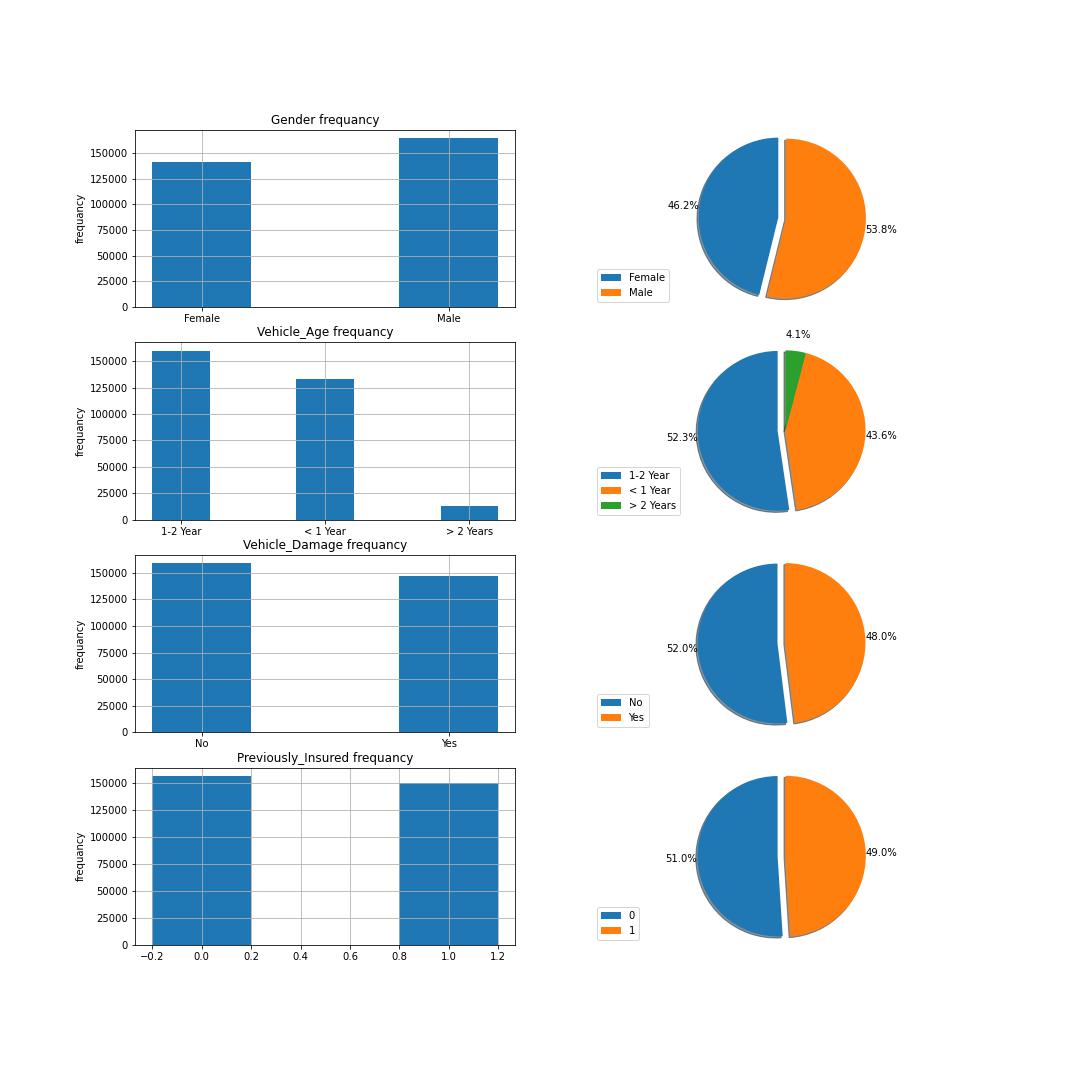 Gender frequancy
150000
125000
100000
75000
50000
25000
0
frequancy
Female Male
46.2%
53.8%
Female
Male
Vehicle_Age frequancy
150000
125000
100000
75000
50000
25000
0
frequancy
1-2 Year < 1 Year > 2 Years
4.1%
52.3%
43.6%
1-2 Year
< 1 Year
> 2 Years
Vehicle_Damage frequancy
150000
125000
100000
75000
50000
25000
0
frequancy
No Yes
52.0%
48.0%
No
Yes
Previously_Insured frequancy
150000
125000
100000
75000
50000
25000
0
frequancy
−0.2 0.0 0.2 0.4 0.6 0.8 1.0 1.2
51.0%
49.0%
0
1